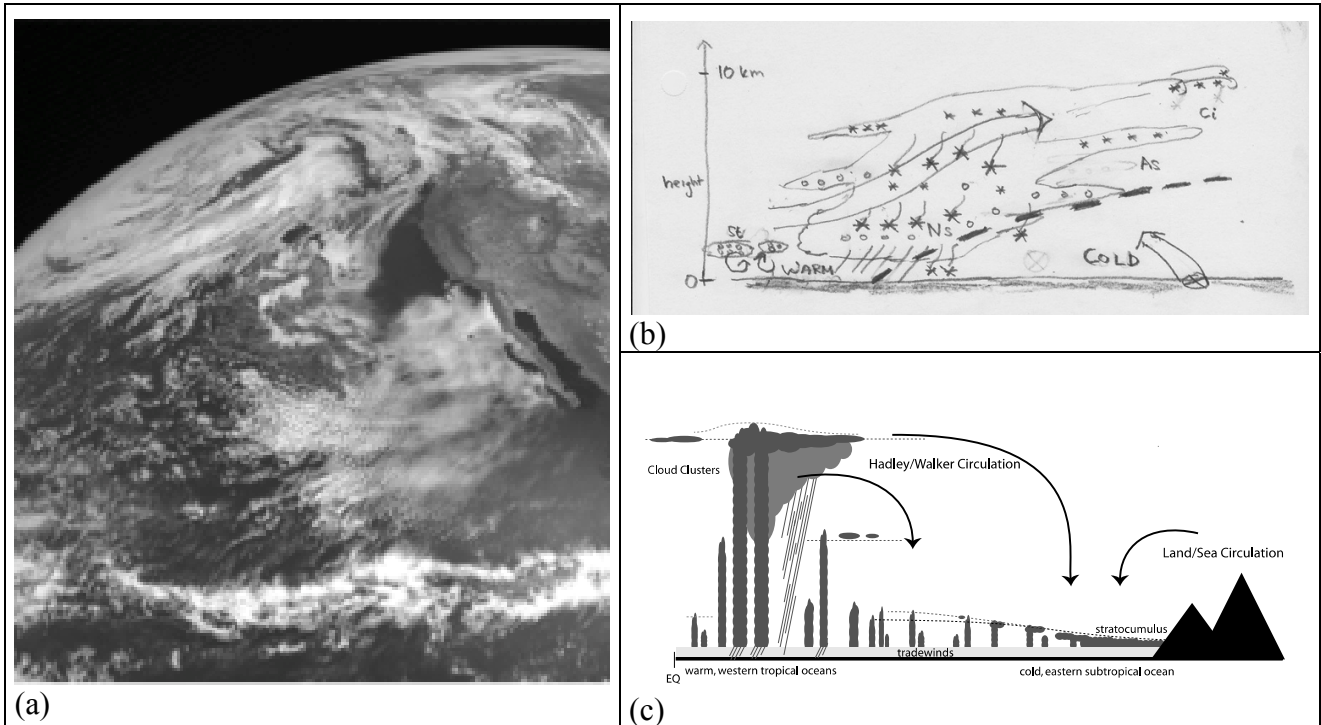 (a)
10 km
height
0
Ci
As
Ns
St
WARM
COLD
(b)
Cloud Clusters
Hadley/Walker Circulation
Land/Sea Circulation
stratocumulus
tradewinds
EQ
warm, western tropical oceans
cold, eastern subtropical ocean
(c)